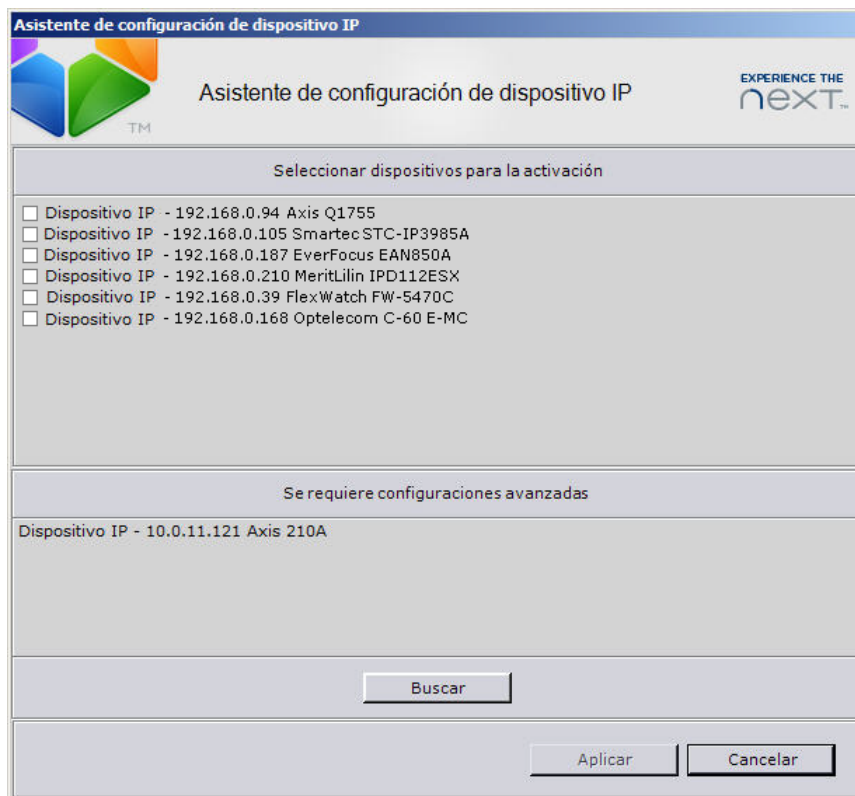 Asistente de configuración de dispositivo IP
TM
Asistente de configuración de dispositivo IP
EXPERIENCE THE
next™
Seleccionar dispositivos para la activación
Dispositivo IP - 192.168.0.94 Axis Q1755
Dispositivo IP - 192.168.0.105 Smartec STC-IP3985A
Dispositivo IP - 192.168.0.187 EverFocus EAN850A
Dispositivo IP - 192.168.0.210 MeritLilin IPD112ESX
Dispositivo IP - 192.168.0.39 FlexWatch FW-5470C
Dispositivo IP - 192.168.0.168 Optelecom C-60 E-MC
Se requiere configuraciones avanzadas
Dispositivo IP - 10.0.11.121 Axis 210A
Buscar
Aplicar
Cancelar